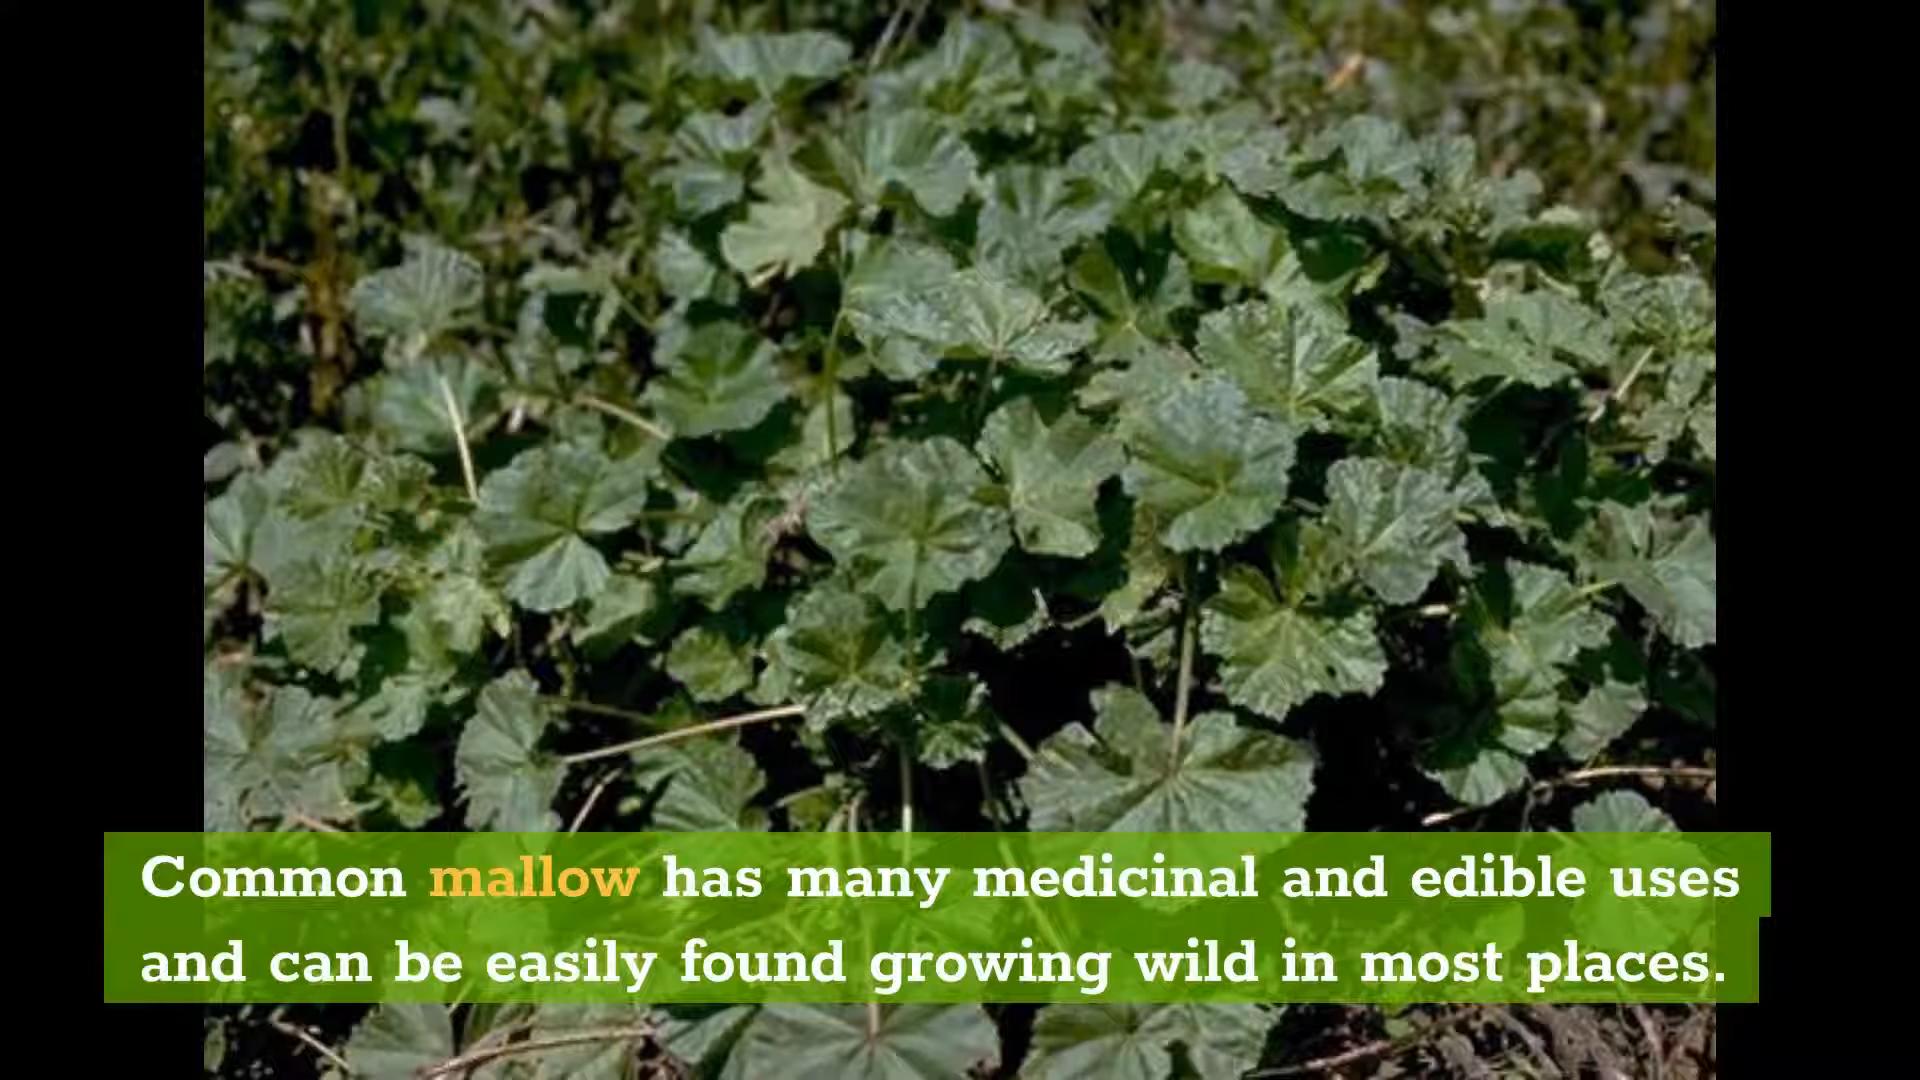 Common mallow has many medicinal and edible uses
and can be easily found growing wild in most places.